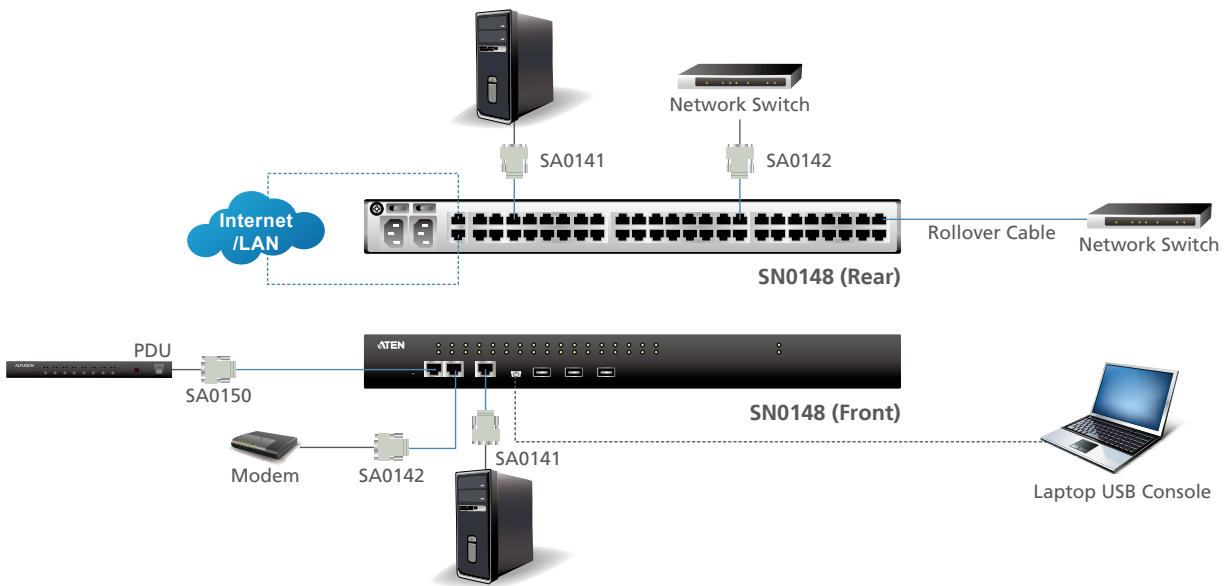 Network Switch
SA0141
SA0142
Internet
/LAN
Rollover Cable
Network Switch
SN0148 (Rear)
PDU
ATEN
ALTUSEN
SA0150
SN0148 (Front)
SA0141
Modem
SA0142
Laptop USB Console